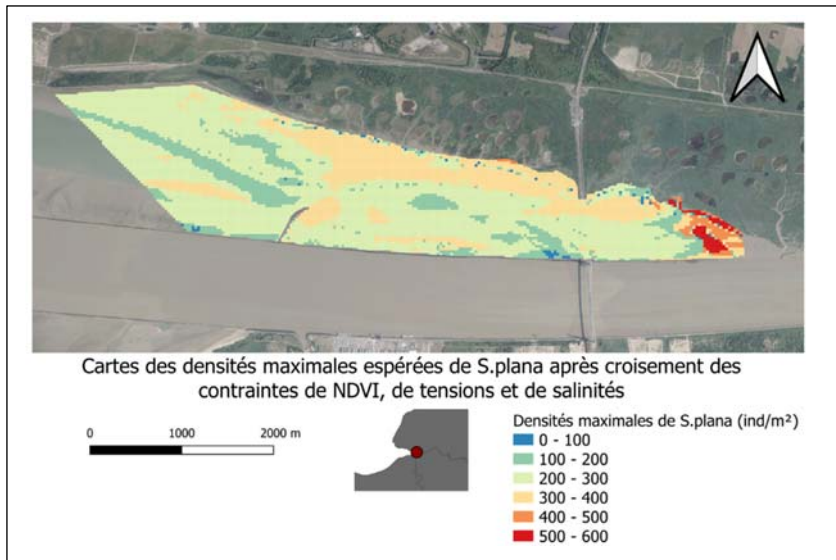 Cartes des densités maximales espérées de S.plana après croisement des
contraintes de NDVI, de tensions et de salinités
0 1000 2000 m
Densités maximales de S.plana (ind/m²)
0 - 100
100 - 200
200 - 300
300 - 400
400 - 500
500 - 600